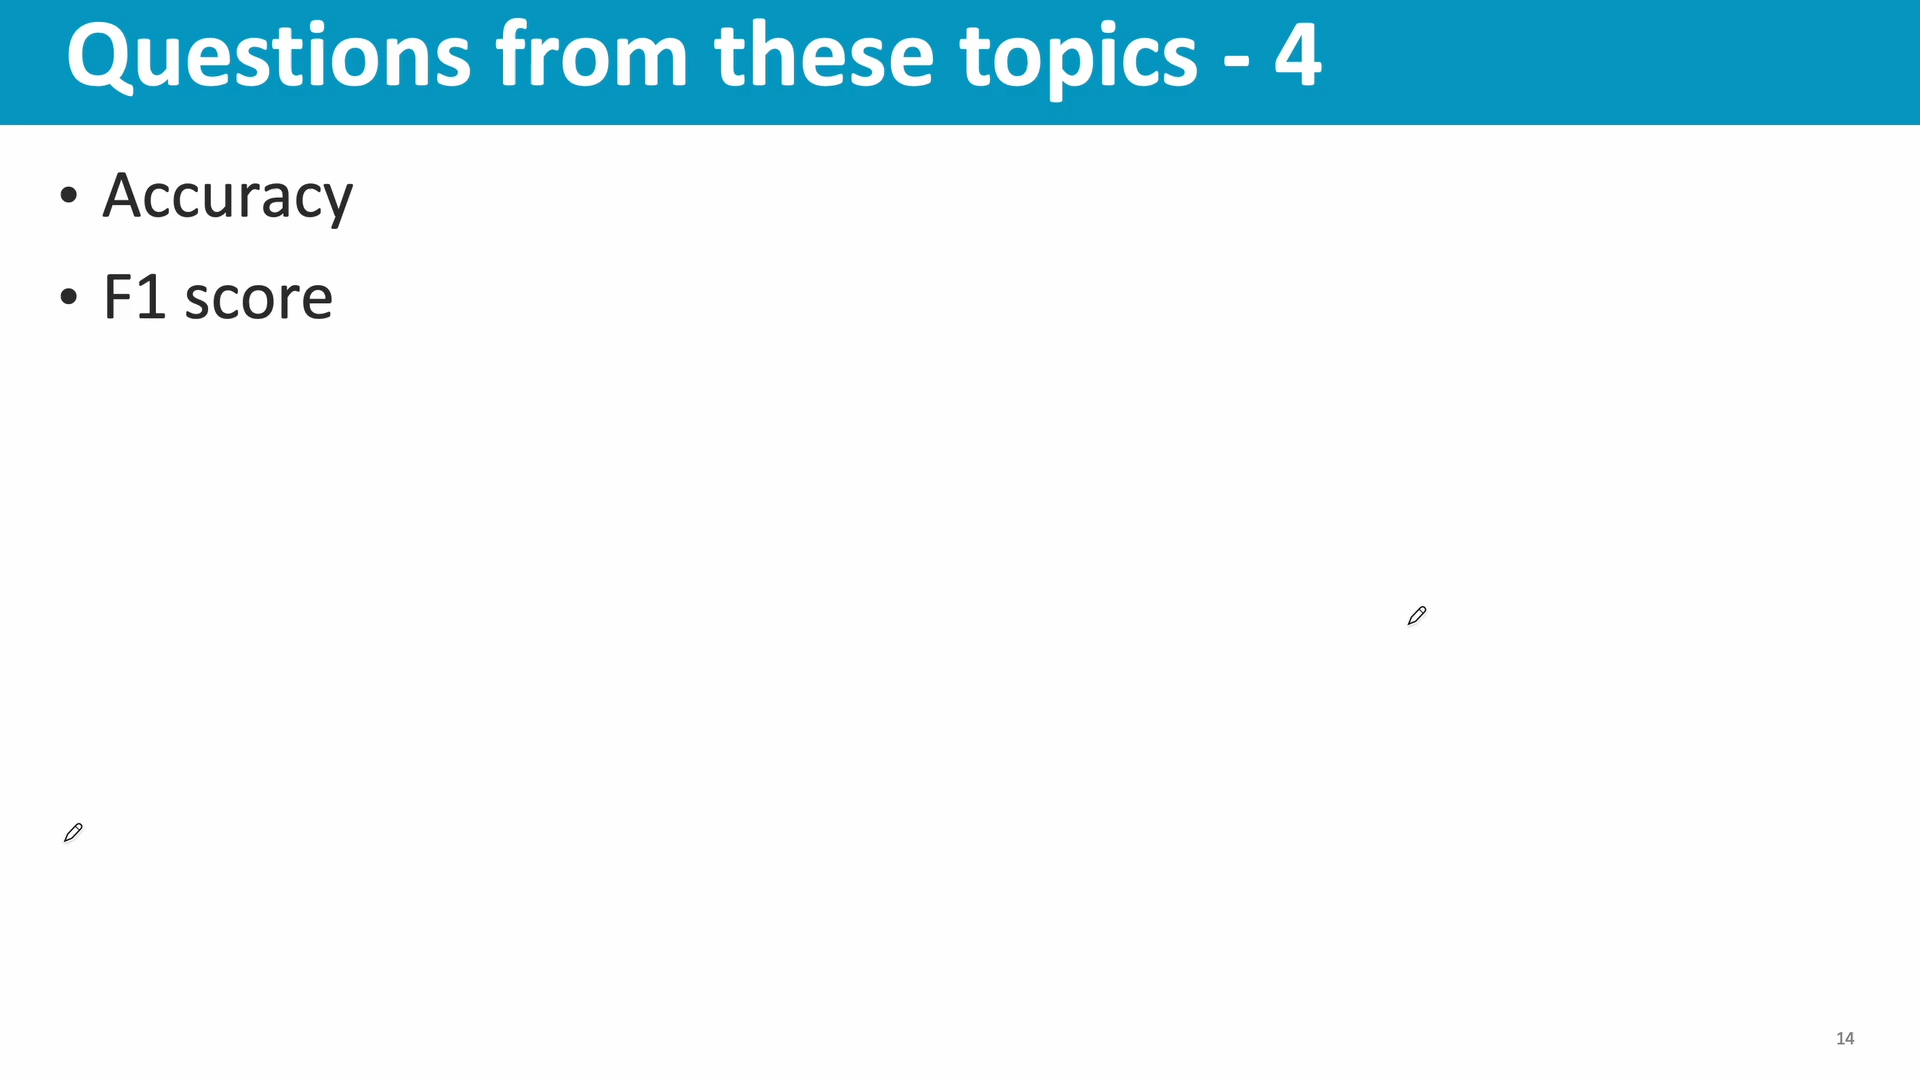 Questions from these topics - 4
• Accuracy
• F1 score
14